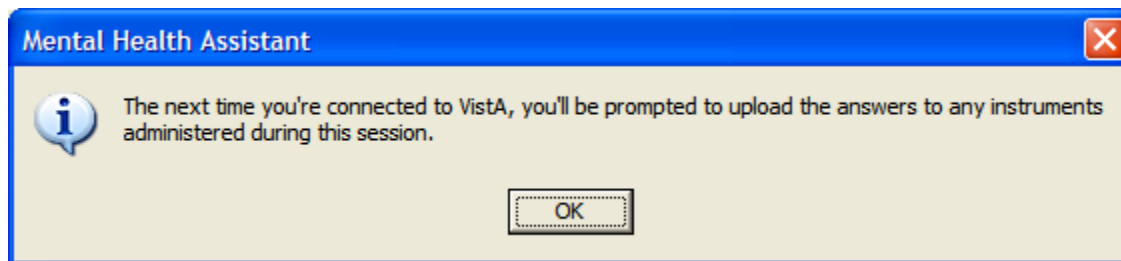 Mental Health Assistant
The next time you're connected to VistA, you'll be prompted to upload the answers to any instruments
administered during this session.
OK